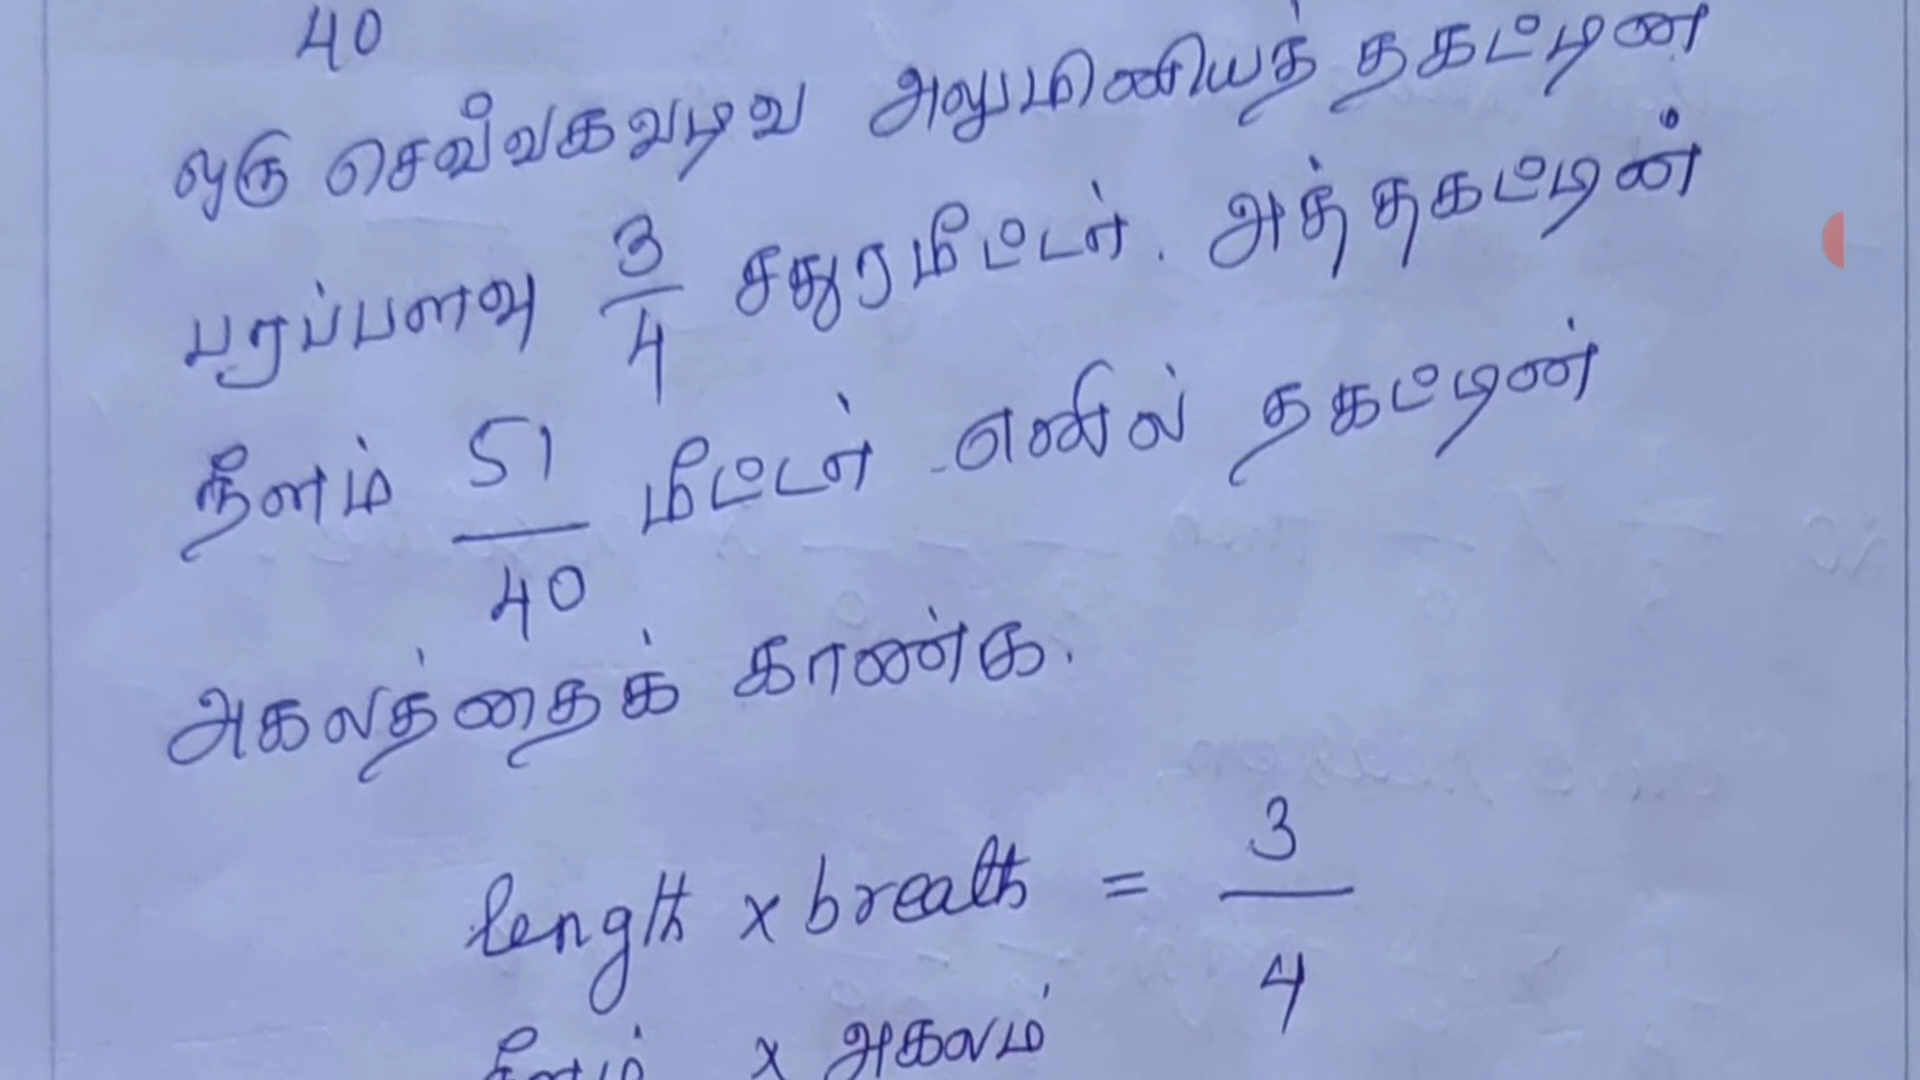 40
ஒரு செவ்வகவடிவ அலுமினியத் தகட்டின்
பரப்பளவு 3/4 சதுரமீட்டர். அத் தகட்டின்
நீளம் 51/40 மீட்டர் எனில் தகட்டின்
அகலத்தைக் காண்க.
length x breath = 3/4
நீளம் x அகலம்